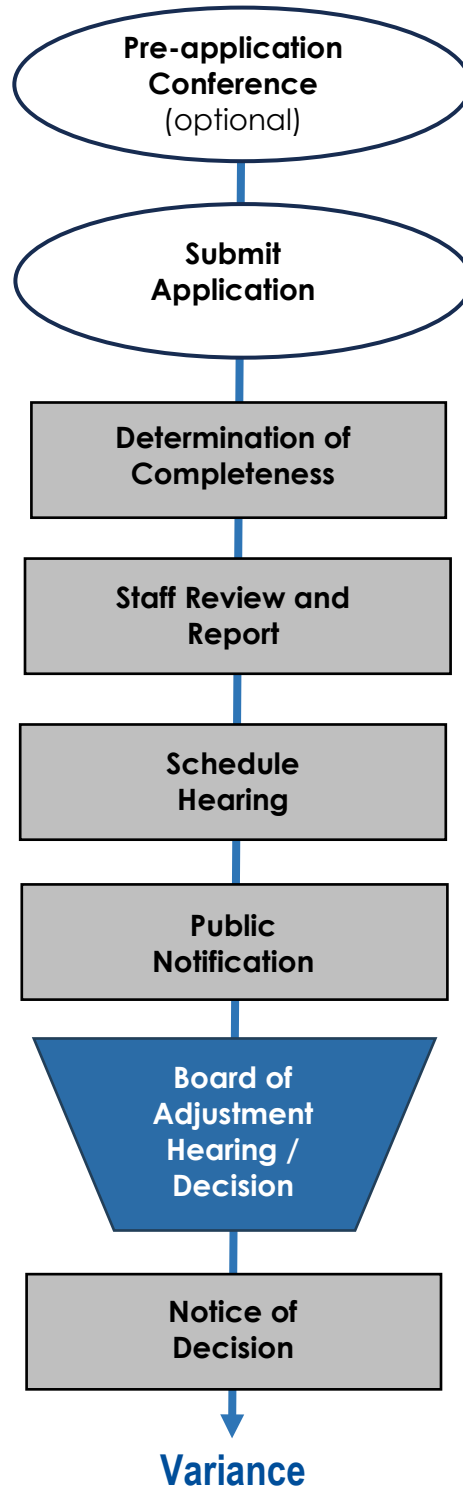 Pre-application
Conference
(optional)
Submit
Application
Determination of
Completeness
Staff Review and
Report
Schedule
Hearing
Public
Notification
Board of
Adjustment
Hearing /
Decision
Notice of
Decision
Variance